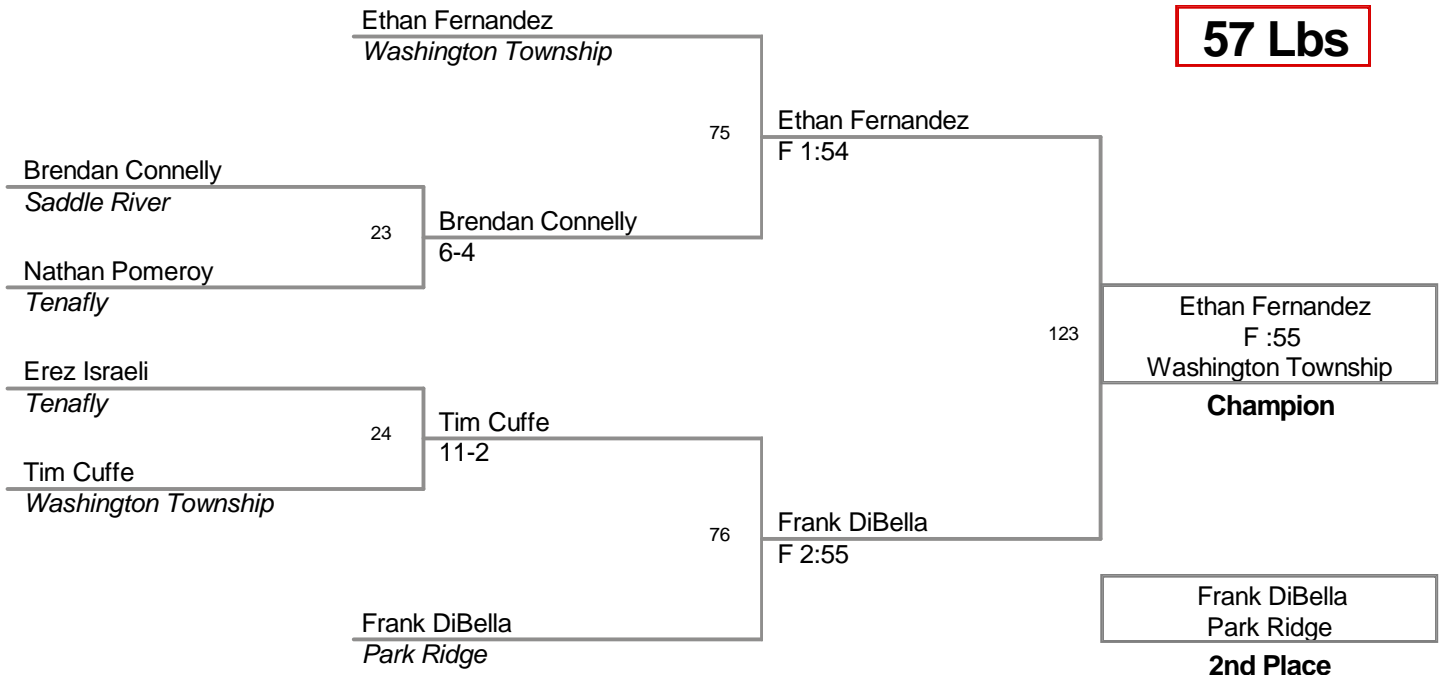 Ethan Fernandez
Washington Township
57 Lbs
75
Ethan Fernandez
F 1:54
Brendan Connelly
Saddle River
23
Brendan Connelly
6-4
Nathan Pomeroy
Tenafly
123
Ethan Fernandez
F :55
Washington Township
Champion
Erez Israeli
Tenafly
24
Tim Cuffe
11-2
Tim Cuffe
Washington Township
76
Frank DiBella
F 2:55
Frank DiBella
Park Ridge
Frank DiBella
Park Ridge
2nd Place